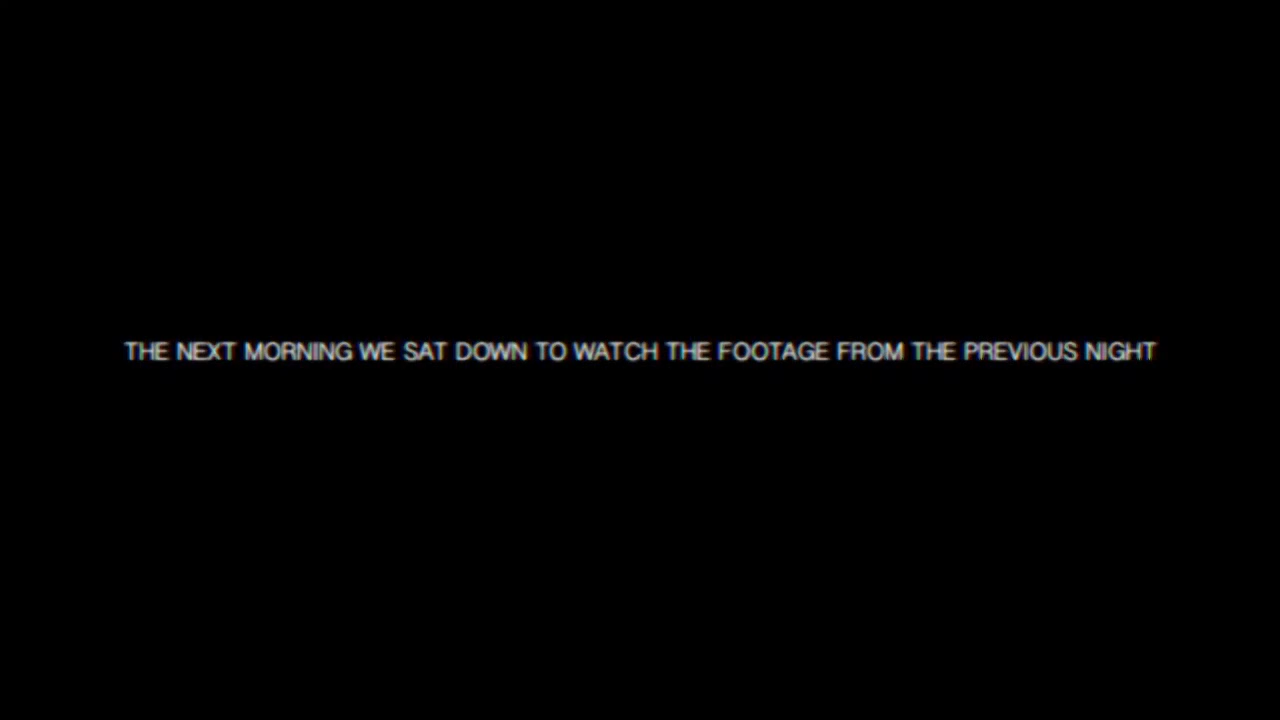 THE NEXT MORNING WE SAT DOWN TO WATCH THE FOOTAGE FROM THE PREVIOUS NIGHT